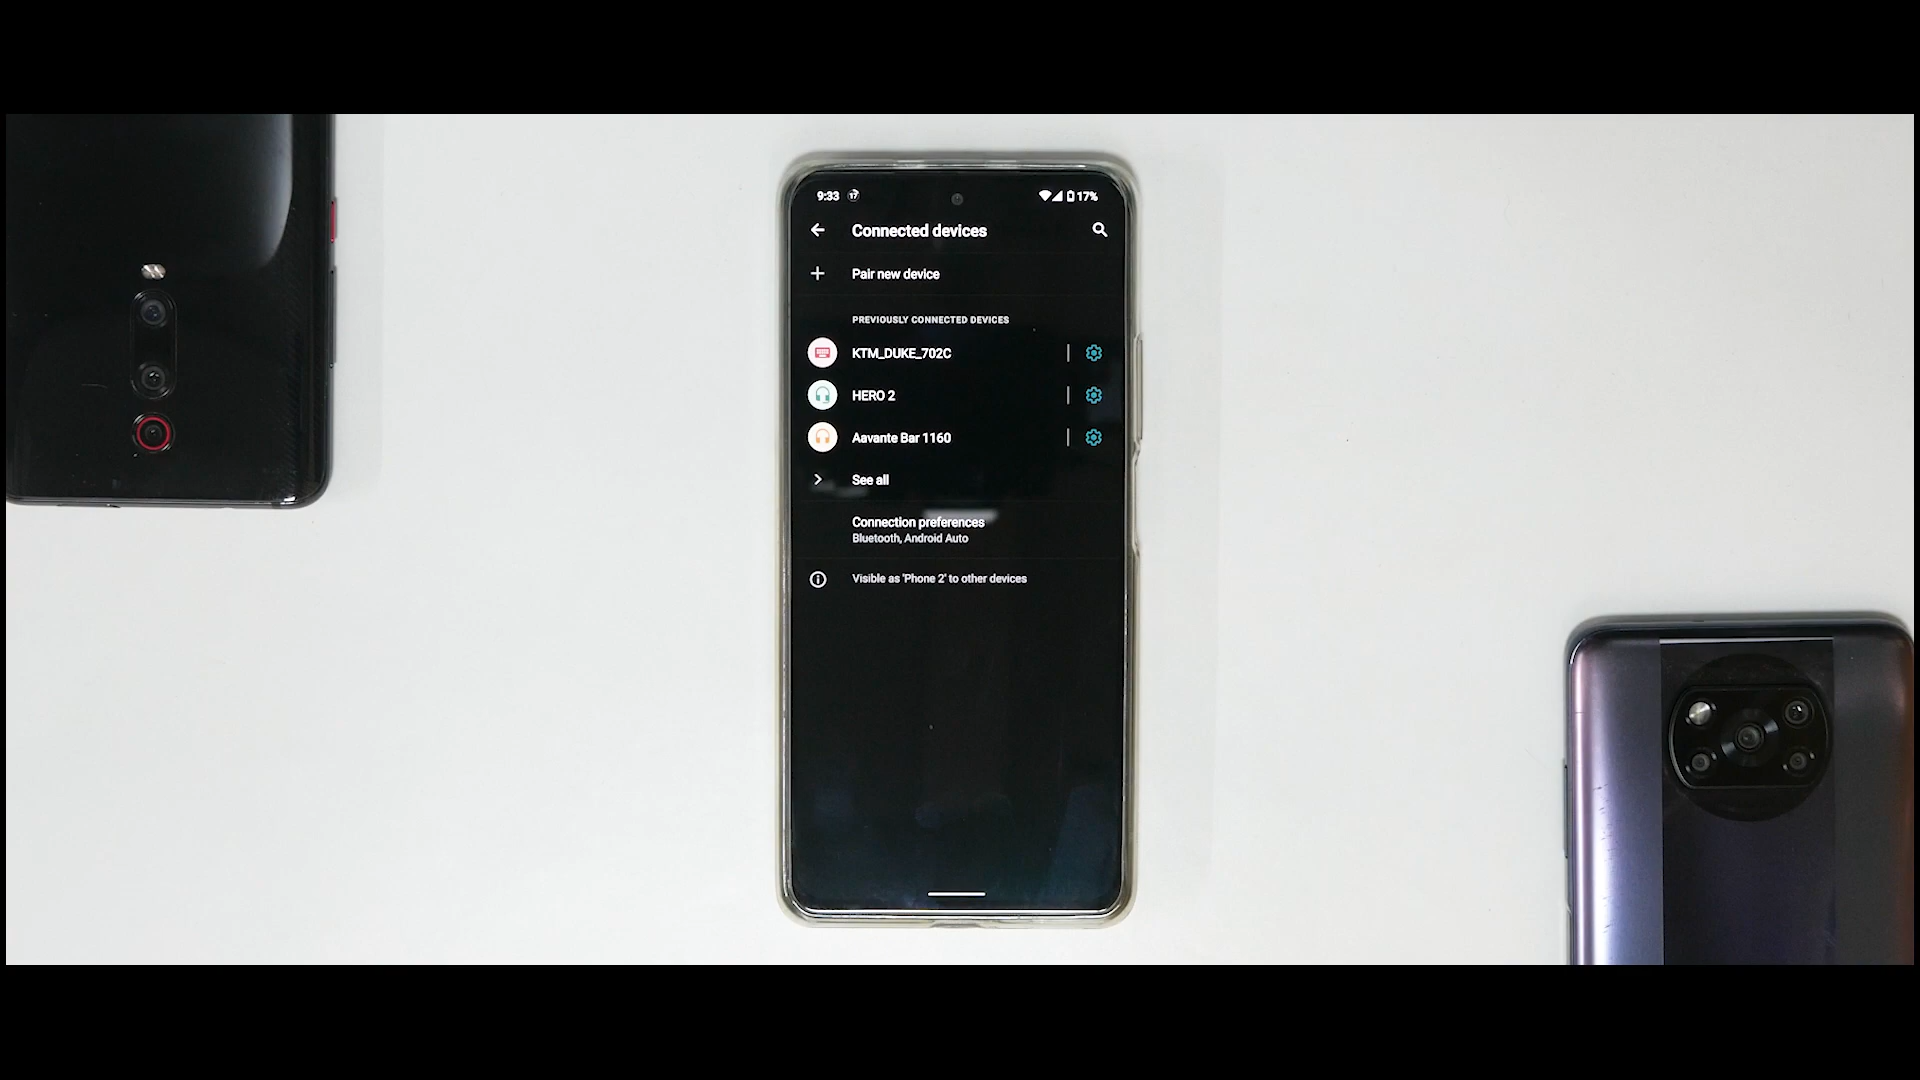 9:33 17 17%
Connected devices
Pair new device
PREVIOUSLY CONNECTED DEVICES
KTM_DUKE_702C
HERO 2
Aavante Bar 1160
See all
Connection preferences
Bluetooth, Android Auto
Visible as 'Phone 2' to other devices